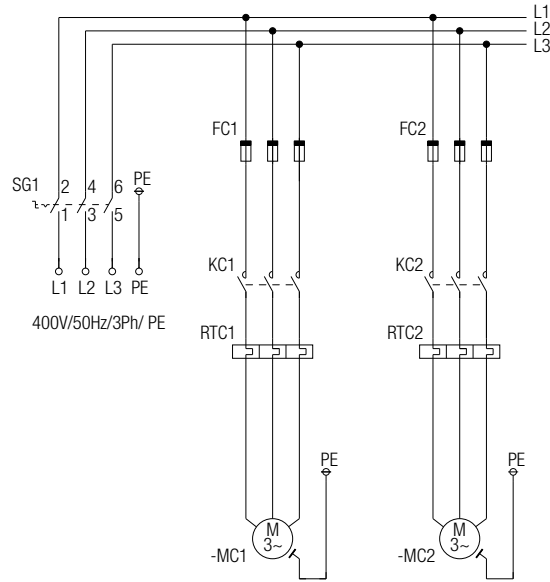 L1
L2
L3
FC1
FC2
SG1
2 4 6
PE
1 3 5
KC1
KC2
L1 L2 L3 PE
400V/50Hz/3Ph/ PE
RTC1
RTC2
PE
PE
M
3~
-MC1
M
3~
-MC2